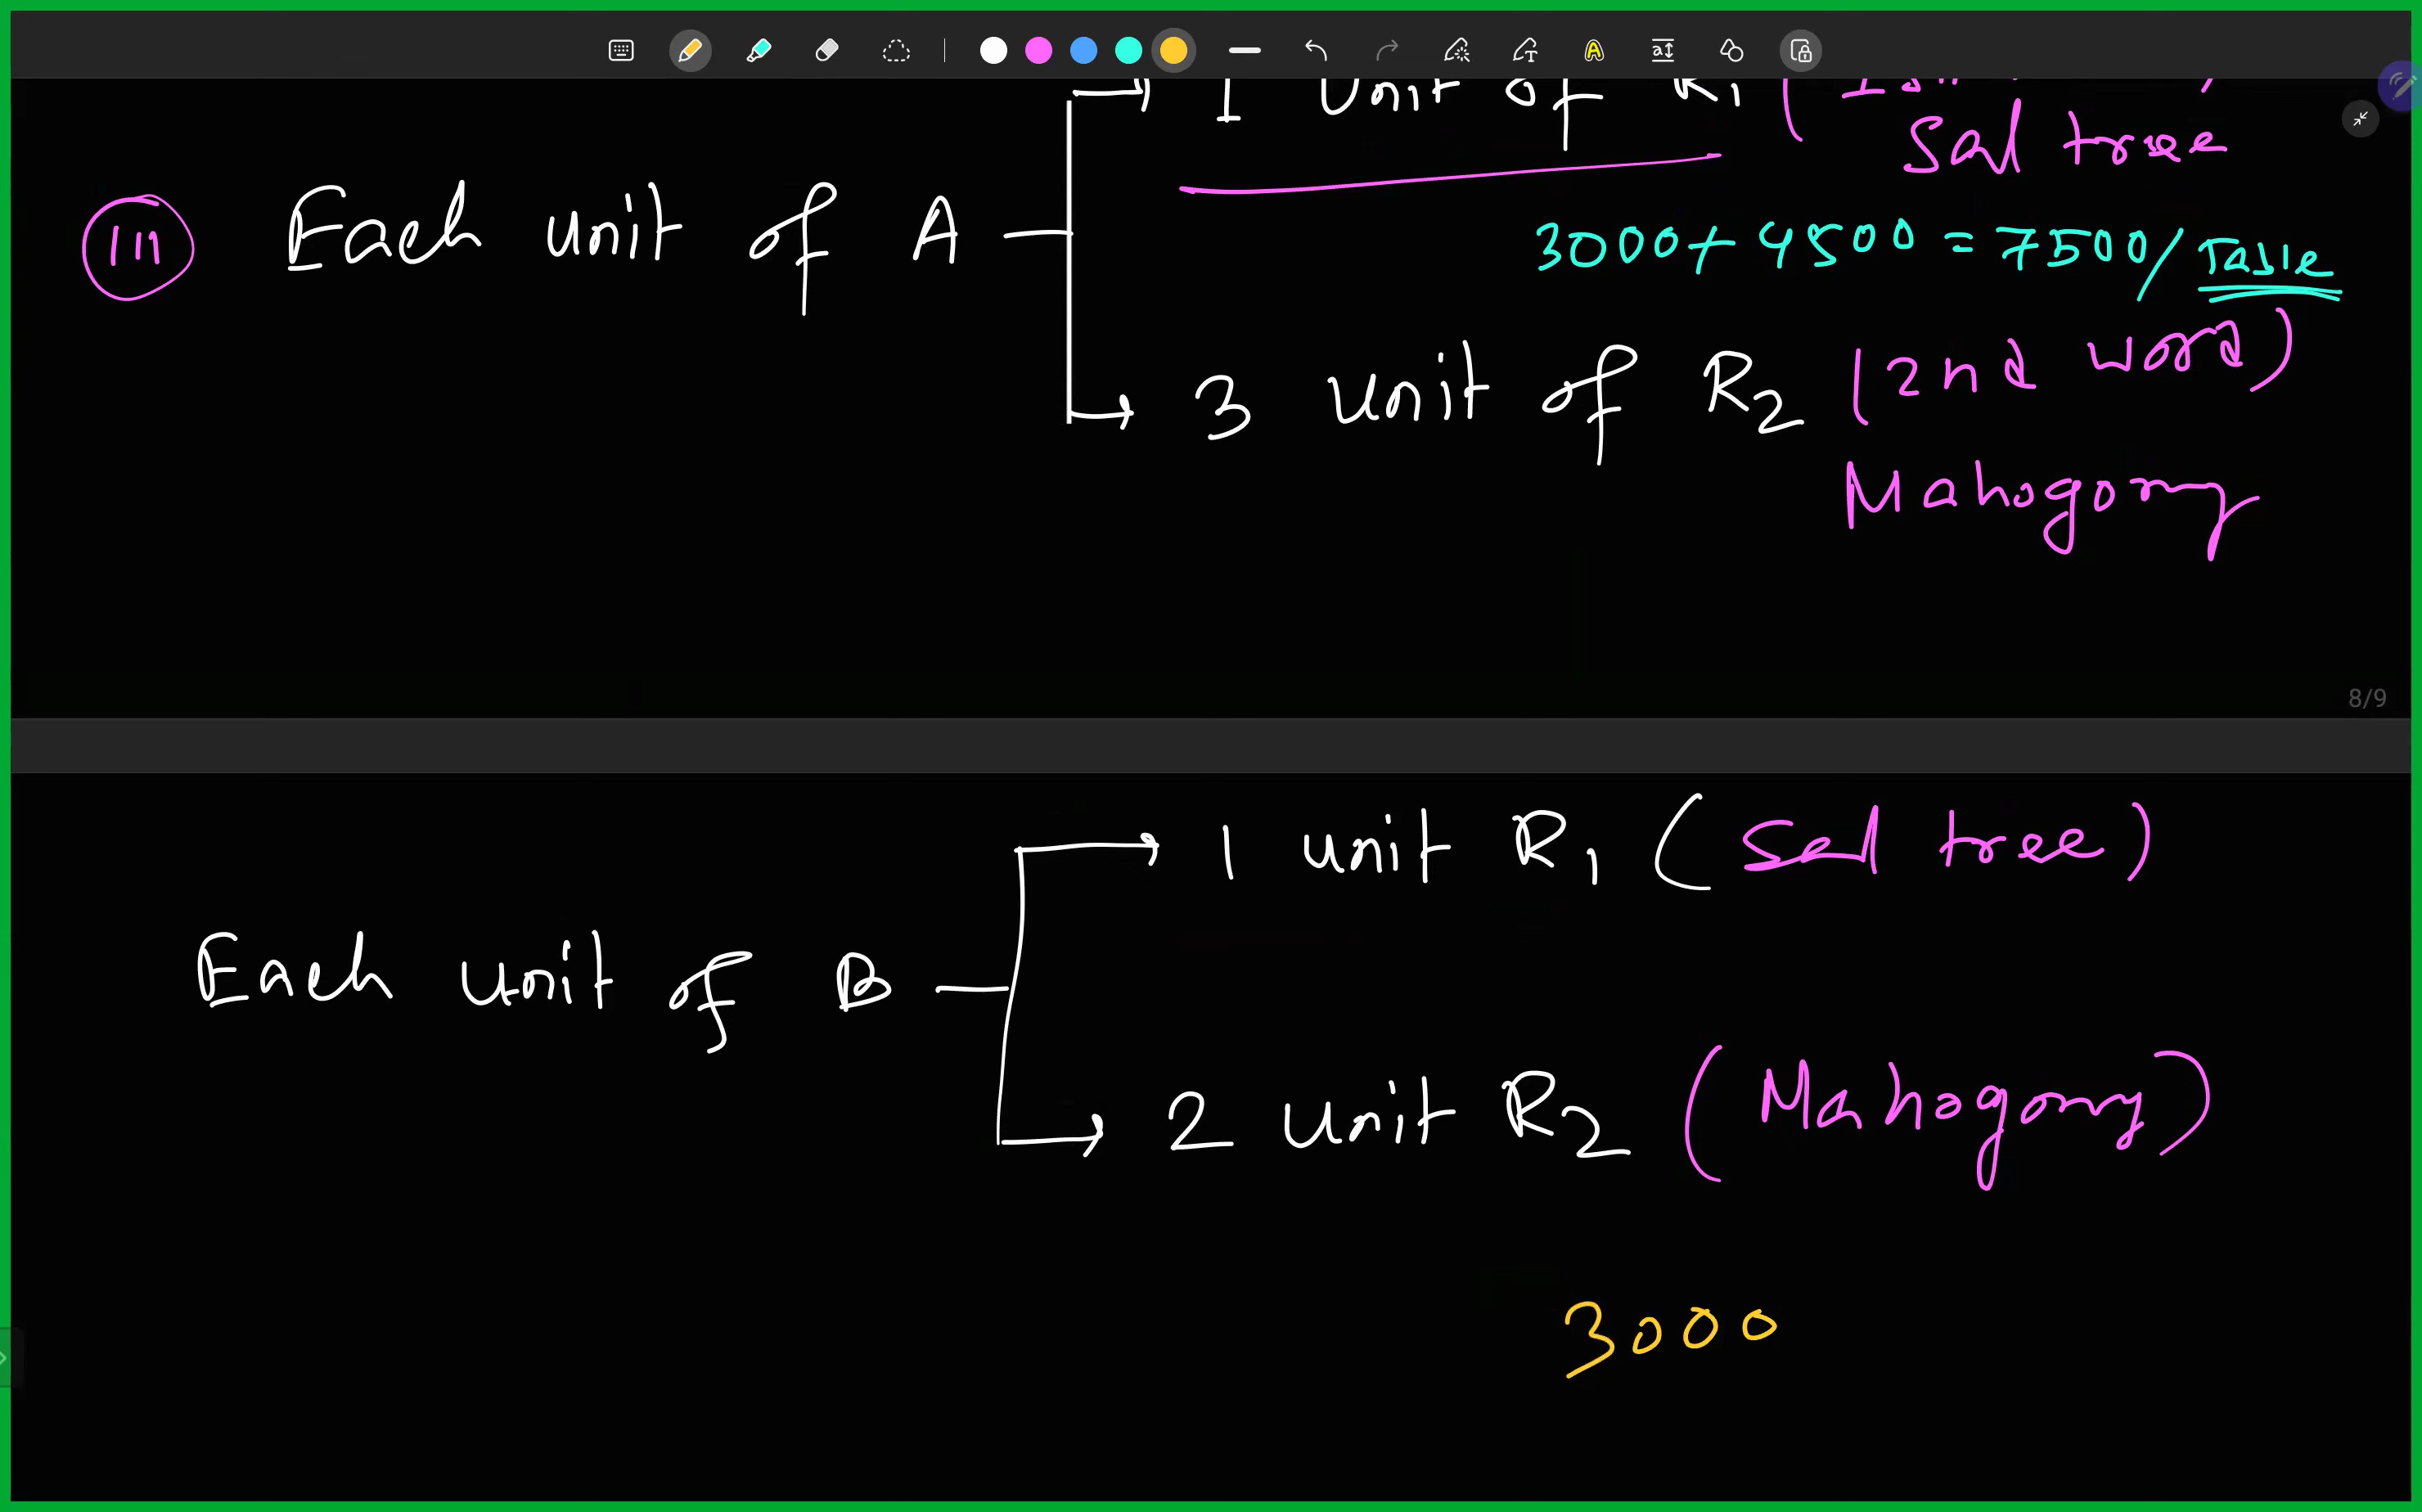 1 Unit of R1 (
Sal tree
III Each unit of A
3000+4500=7500/Table
3 Unit of R2 (2nd wood)
Mahogony
8/9
1 unit R1 (Sal tree)
Each unit of B
2 Unit R2 (Mahogony)
3000